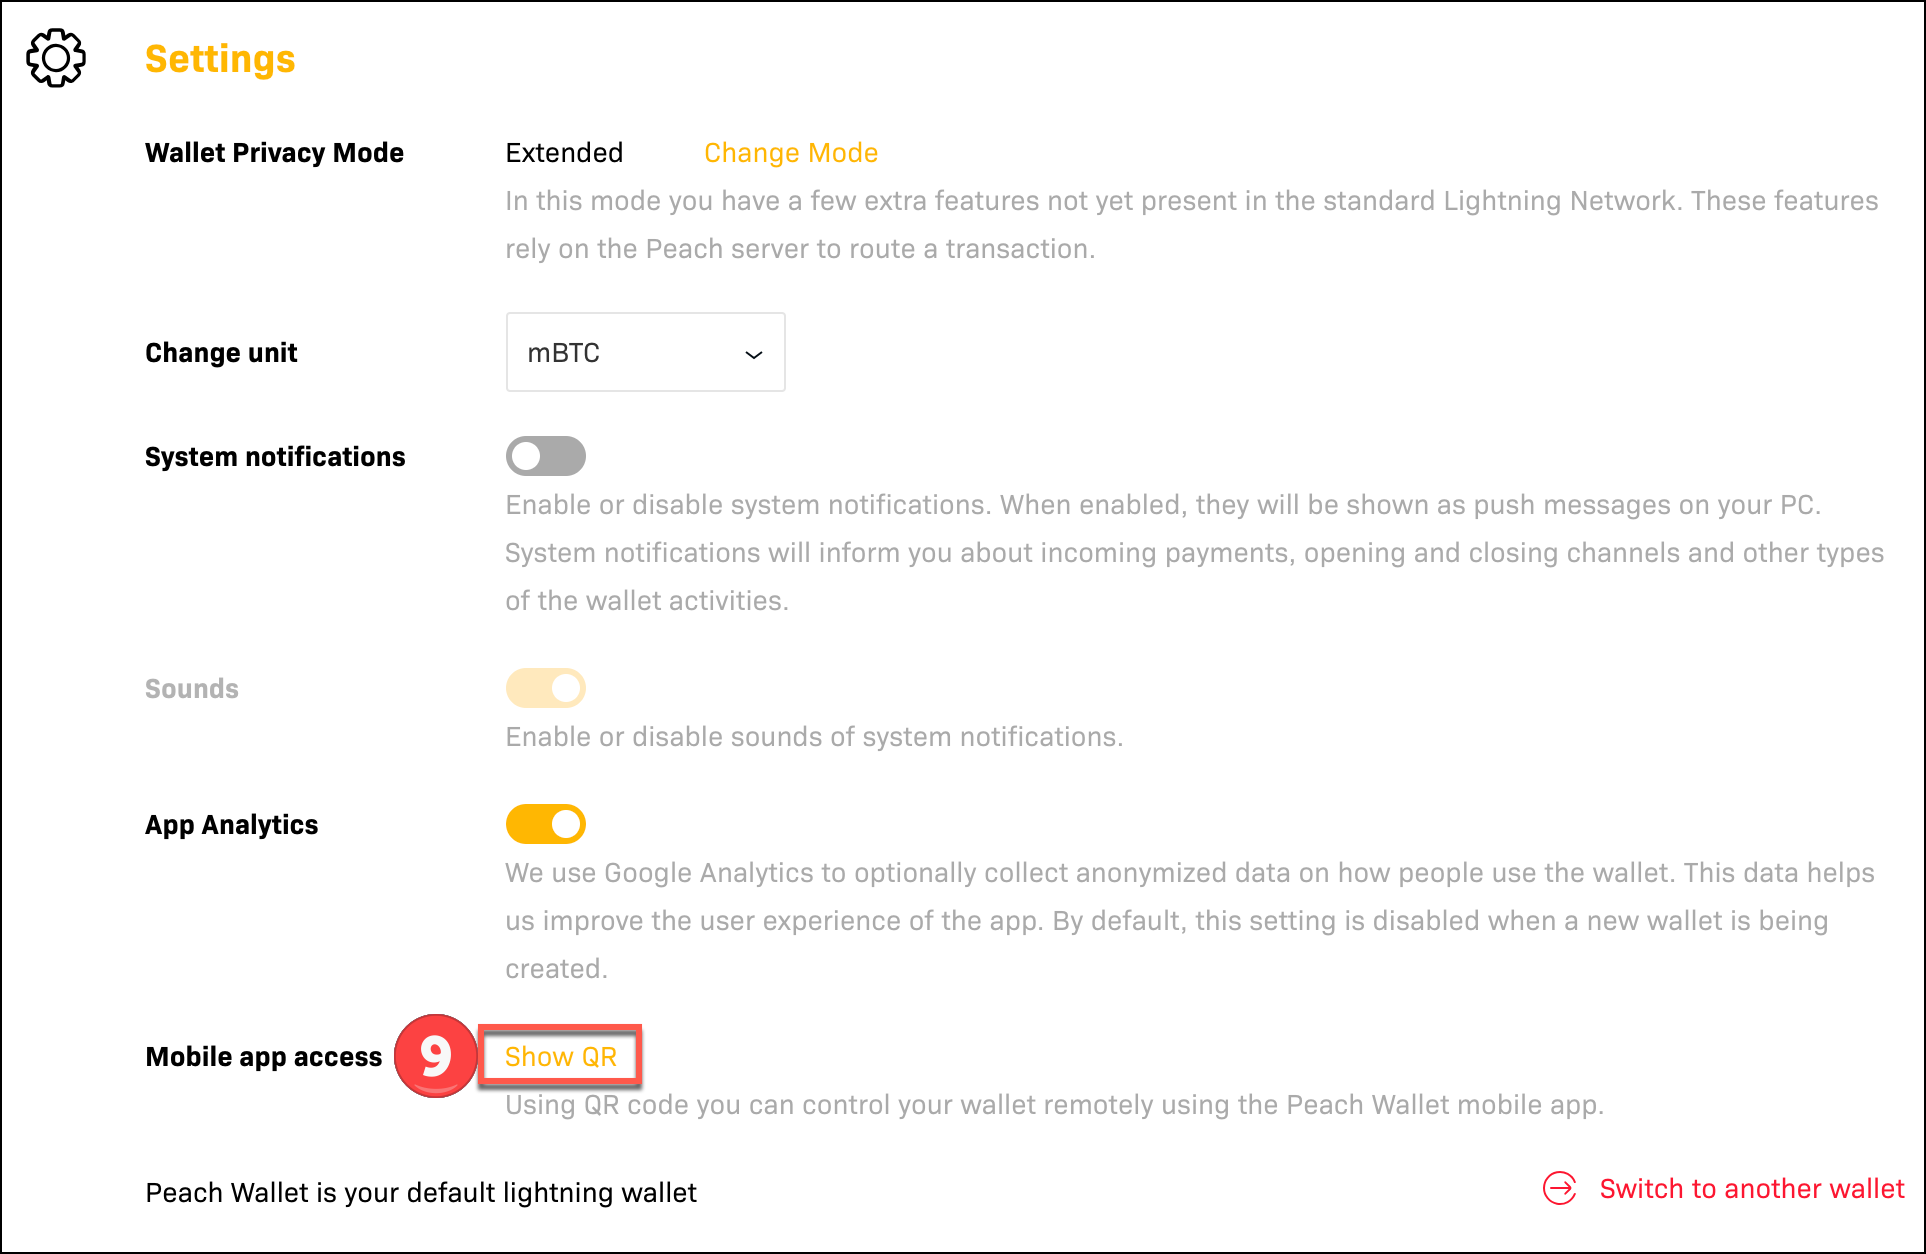 Settings
Wallet Privacy Mode Extended Change Mode
In this mode you have a few extra features not yet present in the standard Lightning Network. These features
rely on the Peach server to route a transaction.
Change unit mBTC
System notifications
Enable or disable system notifications. When enabled, they will be shown as push messages on your PC.
System notifications will inform you about incoming payments, opening and closing channels and other types
of the wallet activities.
Sounds
Enable or disable sounds of system notifications.
App Analytics
We use Google Analytics to optionally collect anonymized data on how people use the wallet. This data helps
us improve the user experience of the app. By default, this setting is disabled when a new wallet is being
created.
Mobile app access 9 Show QR
Using QR code you can control your wallet remotely using the Peach Wallet mobile app.
Peach Wallet is your default lightning wallet Switch to another wallet